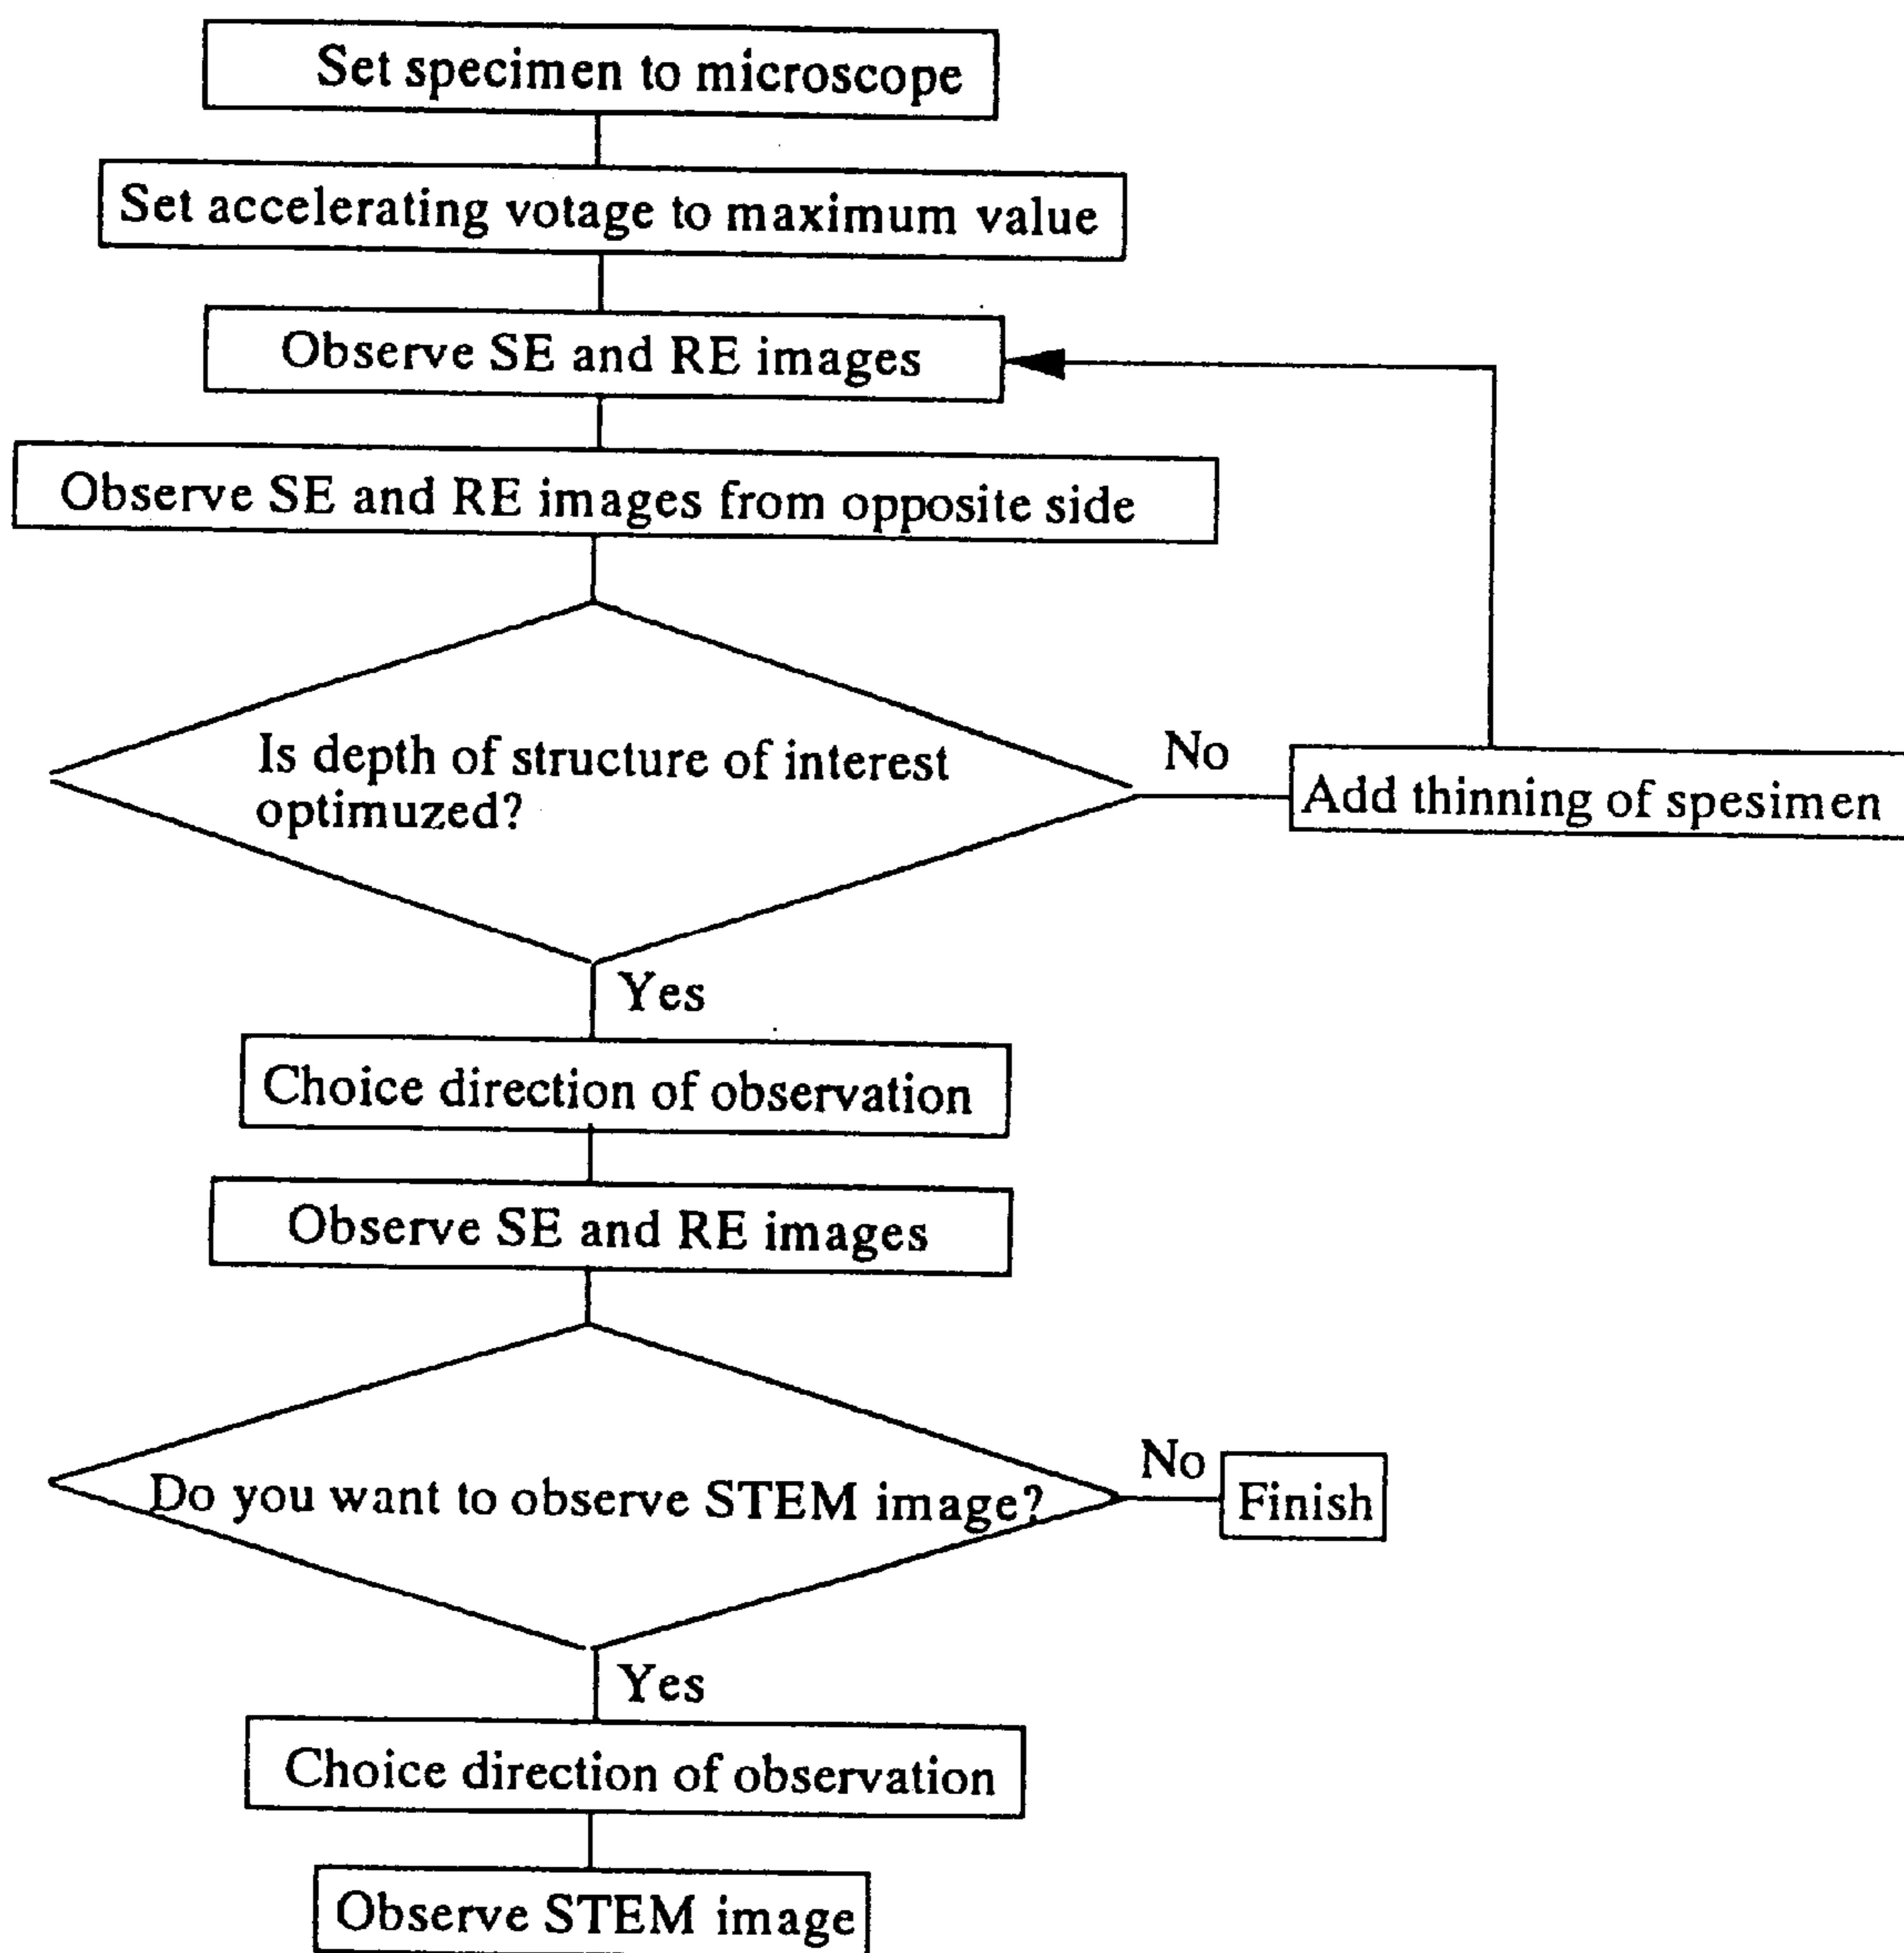 Set specimen to microscope
Set accelerating votage to maximum value
Observe SE and RE images
Observe SE and RE images from opposite side
Is depth of structure of interest
optimuzed?
No
Add thinning of spesimen
Yes
Choice direction of observation
Observe SE and RE images
Do you want to observe STEM image?
No
Finish
Yes
Choice direction of observation
Observe STEM image